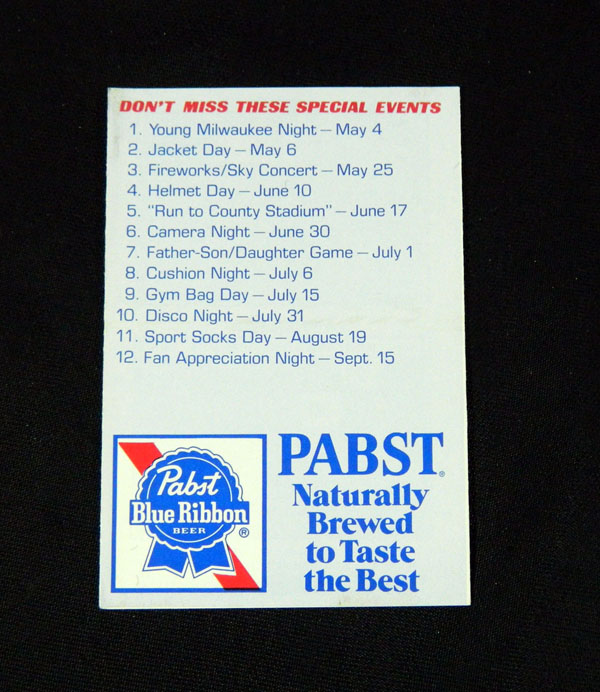 DON'T MISS THESE SPECIAL EVENTS
1. Young Milwaukee Night – May 4
2. Jacket Day – May 6
3. Fireworks/Sky Concert – May 25
4. Helmet Day – June 10
5. "Run to County Stadium" – June 17
6. Camera Night – June 30
7. Father-Son/Daughter Game – July 1
8. Cushion Night – July 6
9. Gym Bag Day – July 15
10. Disco Night – July 31
11. Sport Socks Day – August 19
12. Fan Appreciation Night – Sept. 15
Pabst
Blue Ribbon
BEER
®
PABST®
Naturally
Brewed
to Taste
the Best